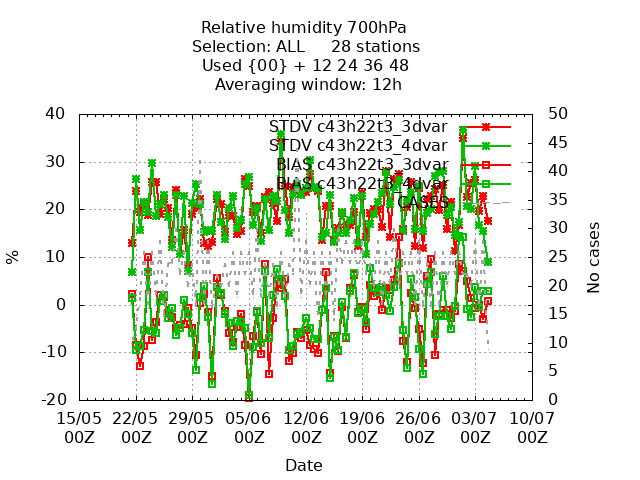 Relative humidity 700hPa
Selection: ALL 28 stations
Used {00} + 12 24 36 48
Averaging window: 12h
STDV c43h22t3_3dvar
STDV c43h22t3_4dvar
BIAS c43h22t3_3dvar
BIAS c43h22t3_4dvar
CASES
%
40
30
20
10
0
-10
-20
No cases
50
45
40
35
30
25
20
15
10
5
0
15/05 22/05 29/05 05/06 12/06 19/06 26/06 03/07 10/07
00Z 00Z 00Z 00Z 00Z 00Z 00Z 00Z 00Z
Date